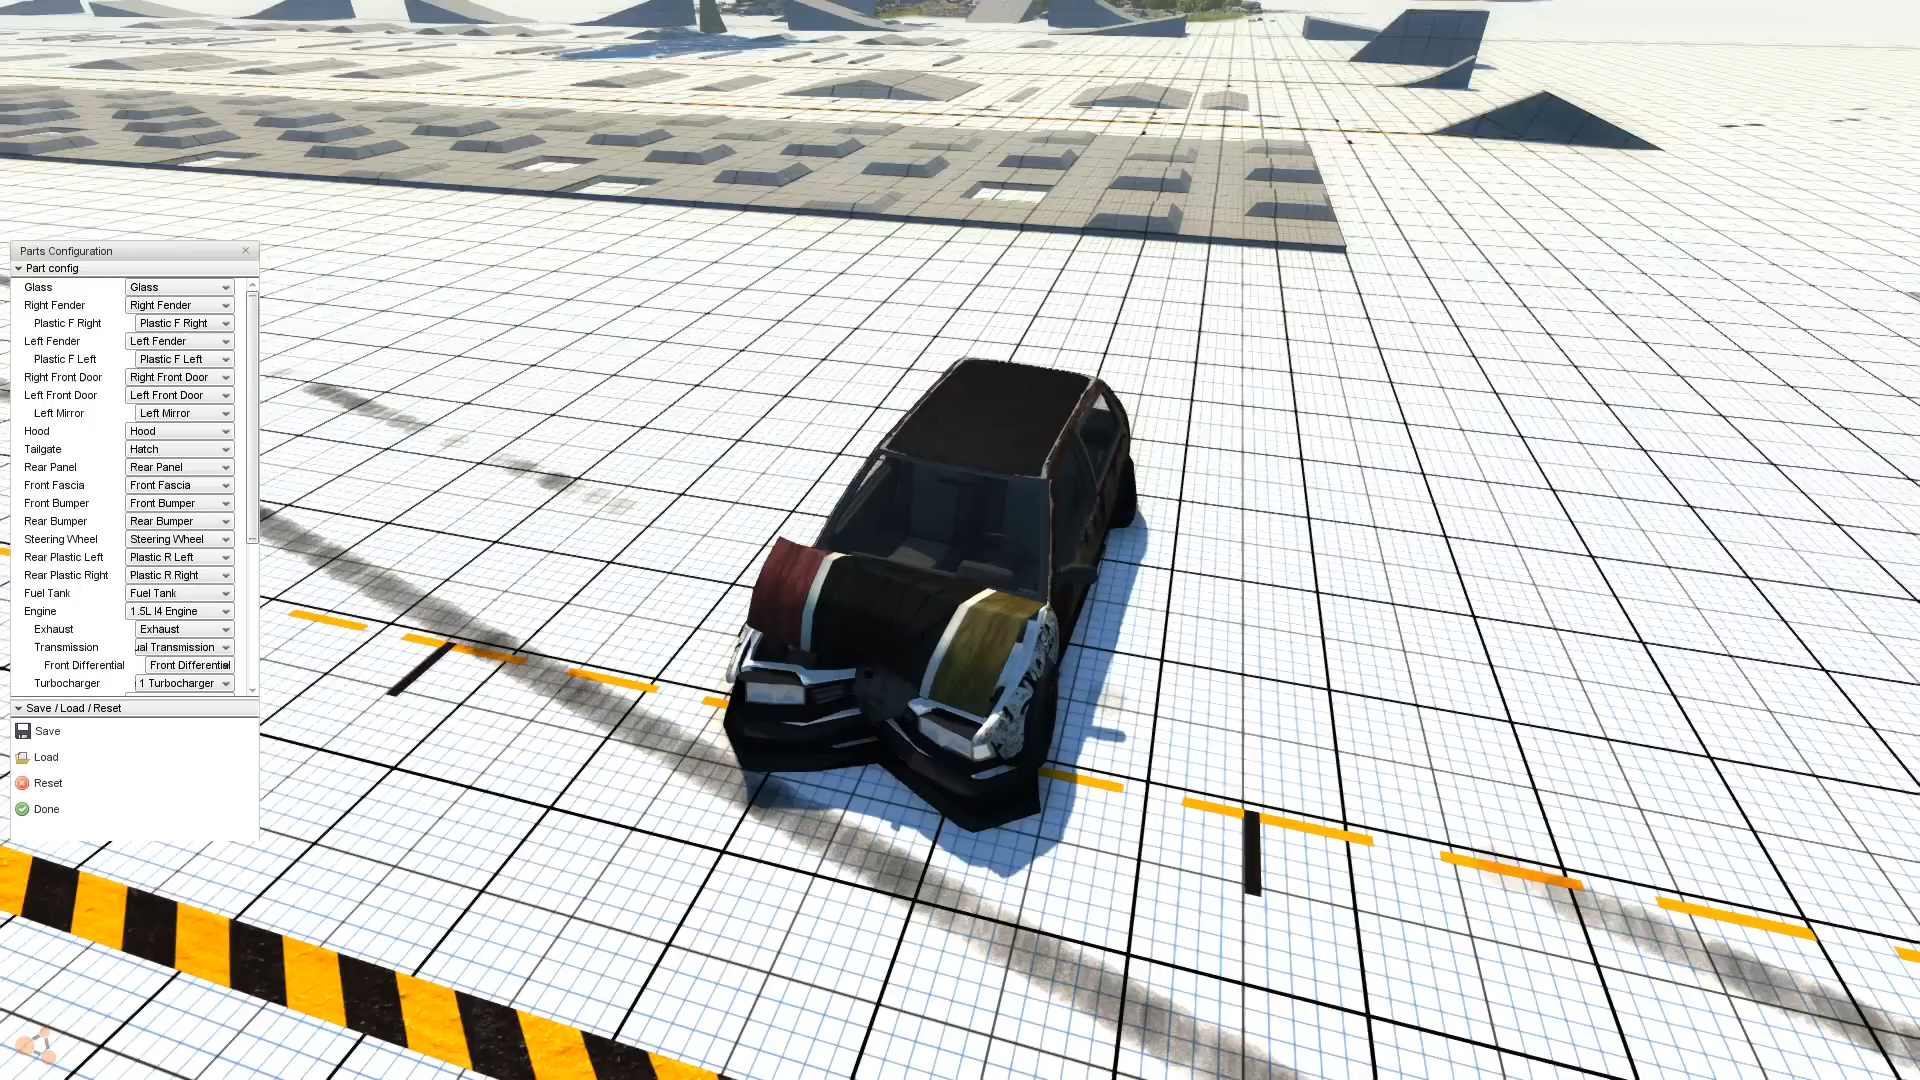 Parts Configuration
Part config
Glass Glass
Right Fender Right Fender
Plastic F Right Plastic F Right
Left Fender Left Fender
Plastic F Left Plastic F Left
Right Front Door Right Front Door
Left Front Door Left Front Door
Left Mirror Left Mirror
Hood Hood
Tailgate Hatch
Rear Panel Rear Panel
Front Fascia Front Fascia
Front Bumper Front Bumper
Rear Bumper Rear Bumper
Steering Wheel Steering Wheel
Rear Plastic Left Plastic R Left
Rear Plastic Right Plastic R Right
Fuel Tank Fuel Tank
Engine 1.5L I4 Engine
Exhaust Exhaust
Transmission ual Transmission
Front Differential Front Differential
Turbocharger 1 Turbocharger
Save / Load / Reset
Save
Load
Reset
Done